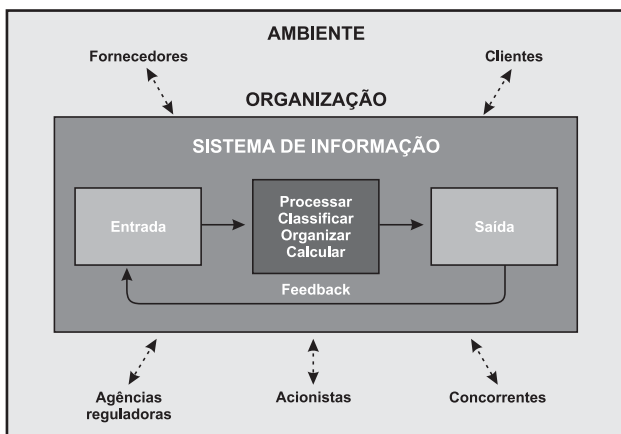 AMBIENTE
Fornecedores
Clientes
ORGANIZAÇÃO
SISTEMA DE INFORMAÇÃO
Entrada
Processar
Classificar
Organizar
Calcular
Saída
Feedback
Agências
reguladoras
Acionistas
Concorrentes